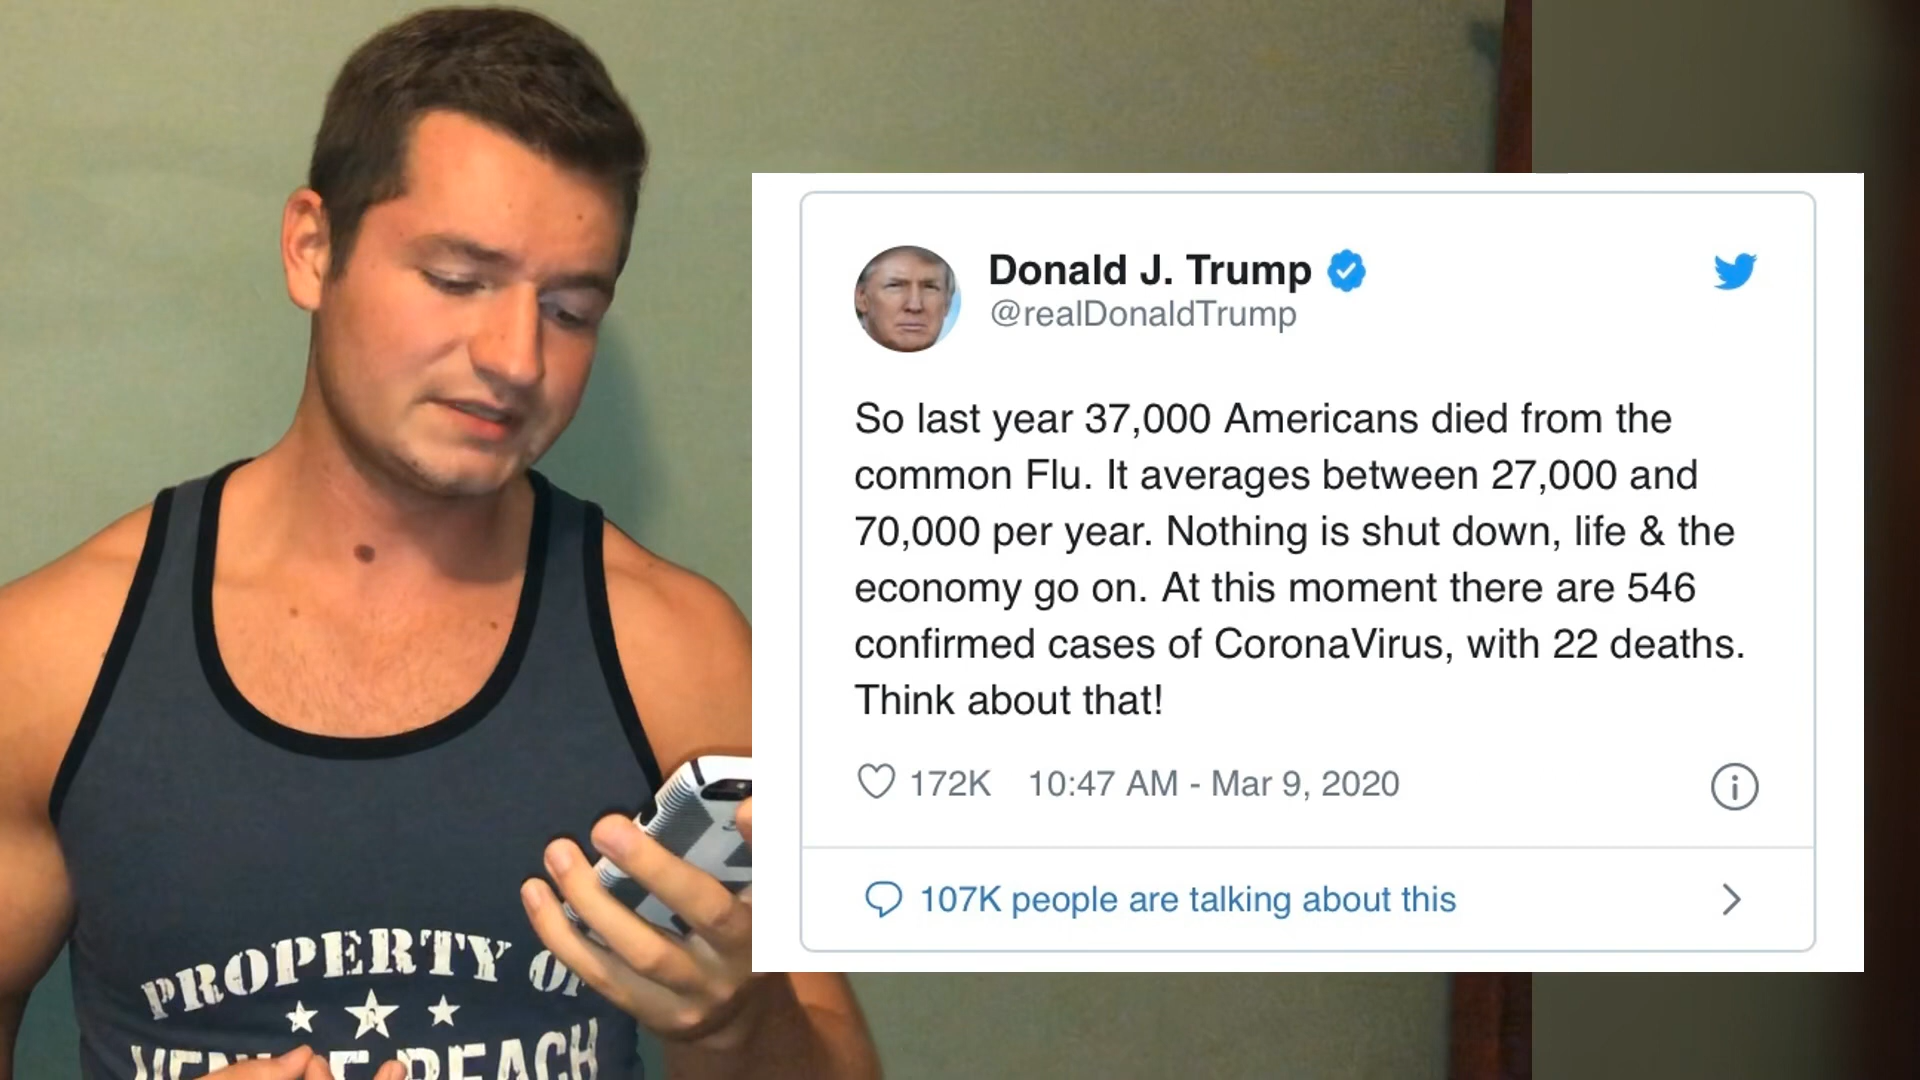 Donald J. Trump
@realDonaldTrump
So last year 37,000 Americans died from the
common Flu. It averages between 27,000 and
70,000 per year. Nothing is shut down, life & the
economy go on. At this moment there are 546
confirmed cases of CoronaVirus, with 22 deaths.
Think about that!
172K 10:47 AM - Mar 9, 2020
107K people are talking about this
PROPERTY OF
BEACH